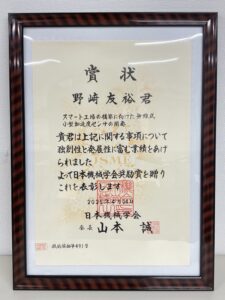 賞状
野﨑友裕君
スマート工場の構築に向けた無線式
小型加速度センサの開発
貴君は上記に関する事項について
独創性と発展性に富む業績をあげ
られました
よって日本機械学会奨励賞を贈り
これを表彰します
日本機械学会
会長 山本 誠
JSME